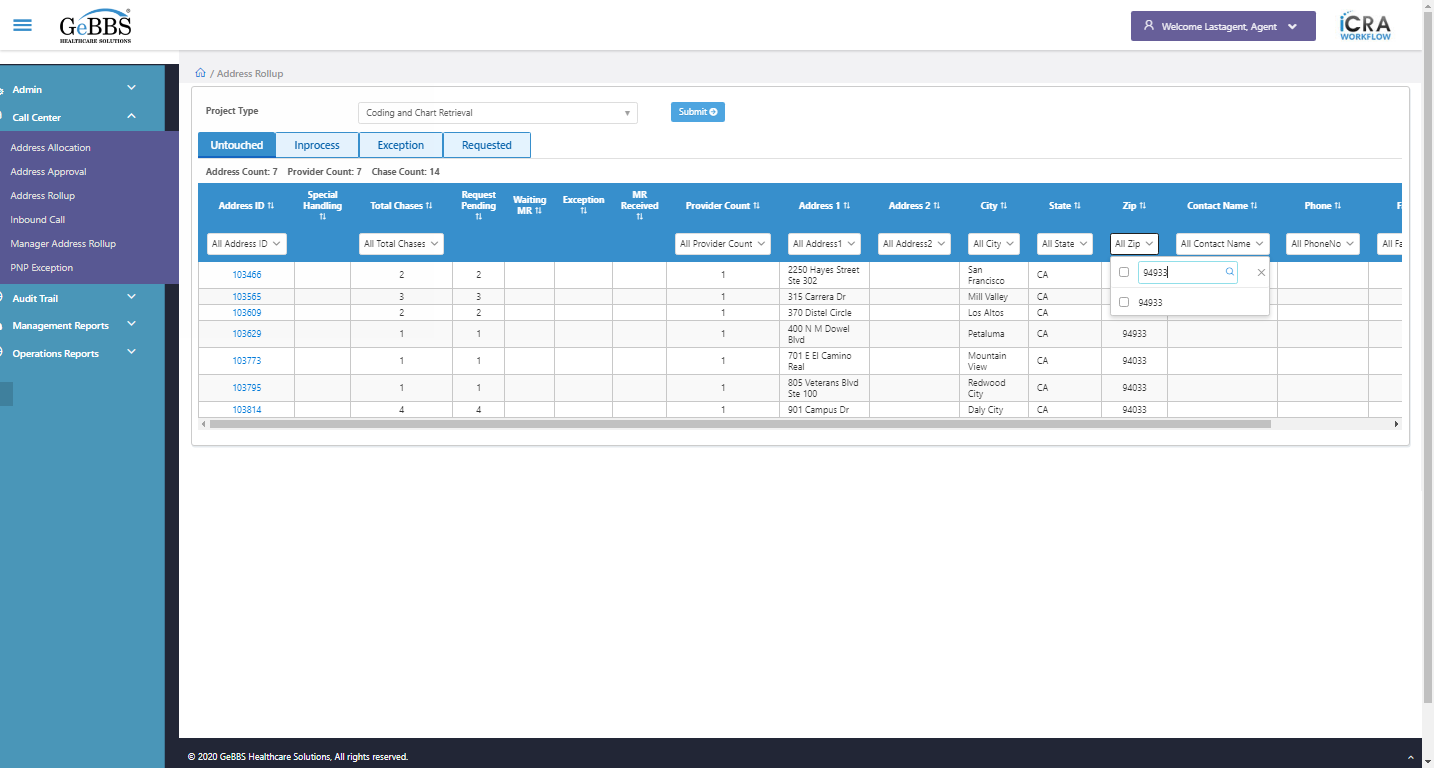 GeBBS
HEALTHCARE SOLUTIONS
Welcome Lastagent, Agent
iCRA
WORKFLOW
Admin
Call Center
Address Allocation
Address Approval
Address Rollup
Inbound Call
Manager Address Rollup
PNP Exception
Audit Trail
Management Reports
Operations Reports
/ Address Rollup
Project Type
Coding and Chart Retrieval
Submit
Untouched Inprocess Exception Requested
Address Count: 7 Provider Count: 7 Chase Count: 14
Address ID Special Handling Total Chases Request Pending Waiting MR Exception MR Received Provider Count Address 1 Address 2 City State Zip Contact Name Phone F
All Address ID All Total Chases All Provider Count All Address1 All Address2 All City All State All Zip All Contact Name All PhoneNo All Fa
94933
94933
103466 2 2 1 2250 Hayes Street Ste 302 San Francisco CA
103565 3 3 1 315 Carrera Dr Mill Valley CA
103609 2 2 1 370 Distel Circle Los Altos CA
103629 1 1 1 400 N M Dowel Blvd Petaluma CA 94933
103773 1 1 1 701 E El Camino Real Mountain View CA 94033
103795 1 1 1 805 Veterans Blvd Ste 100 Redwood City CA 94033
103814 4 4 1 901 Campus Dr Daly City CA 94033
© 2020 GeBBS Healthcare Solutions, All rights reserved.